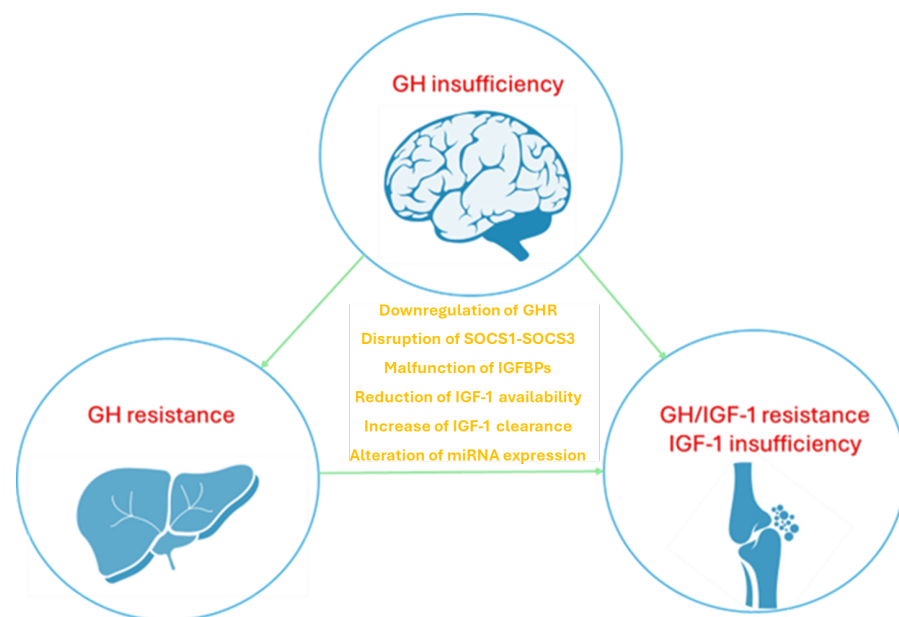 GH insufficiency
Downregulation of GHR
Disruption of SOCS1-SOCS3
Malfunction of IGFBPs
Reduction of IGF-1 availability
Increase of IGF-1 clearance
Alteration of miRNA expression
GH resistance
GH/IGF-1 resistance
IGF-1 insufficiency